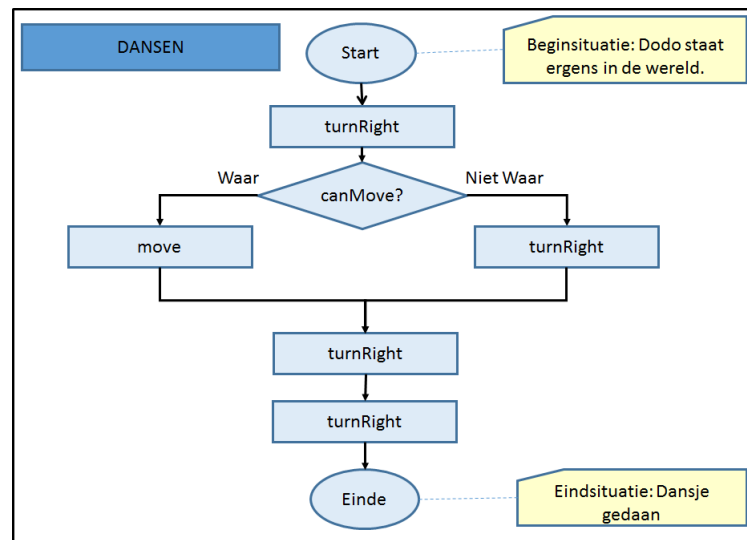 DANSEN
Start
Beginsituatie: Dodo staat
ergens in de wereld.
turnRight
Waar
canMove?
Niet Waar
move
turnRight
turnRight
turnRight
Einde
Eindsituatie: Dansje
gedaan